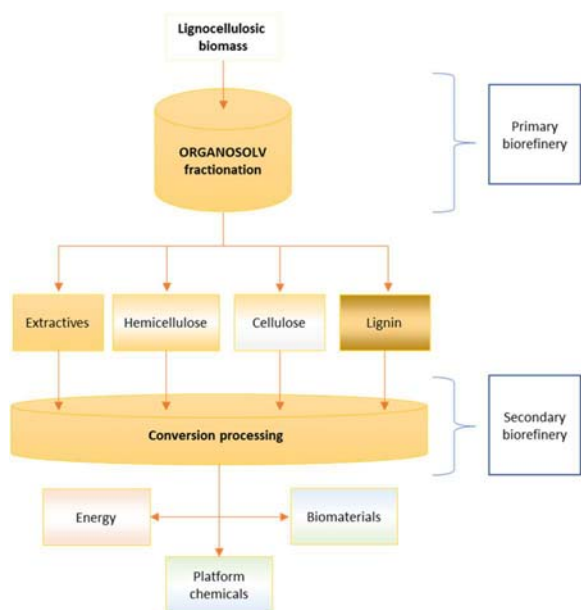 Lignocellulosic
biomass
ORGANOSOLV
fractionation
Primary
biorefinery
Extractives
Hemicellulose
Cellulose
Lignin
Conversion processing
Secondary
biorefinery
Energy
Biomaterials
Platform
chemicals